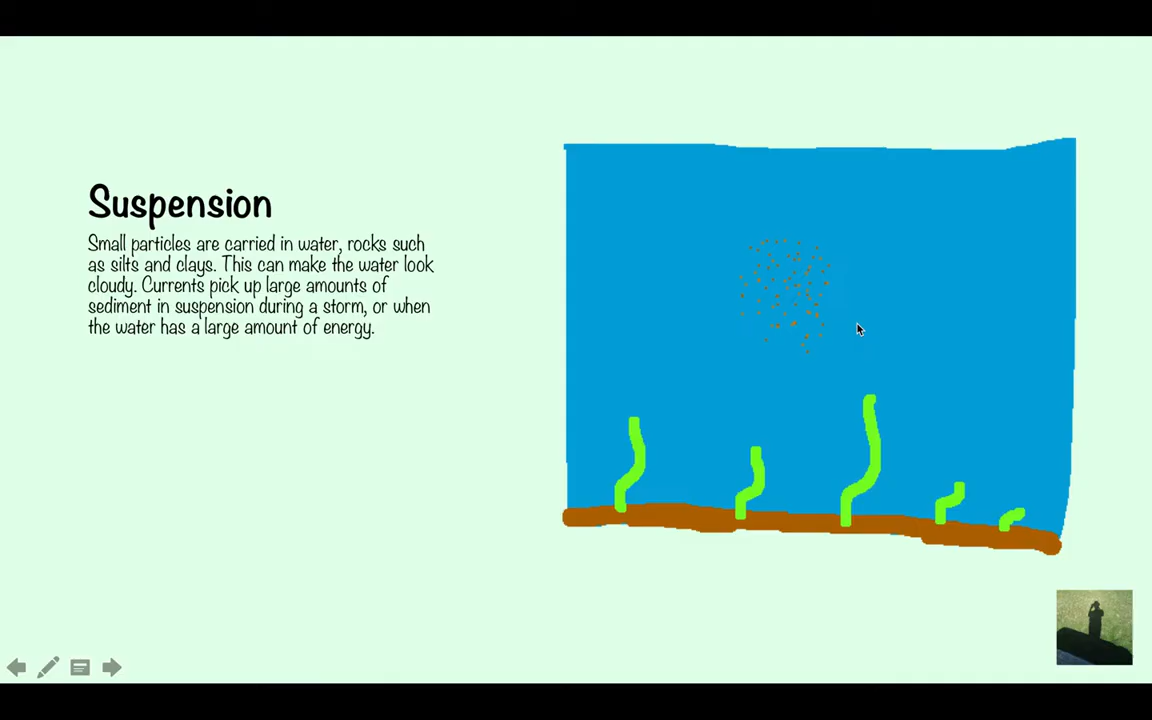 Suspension
Small particles are carried in water, rocks such
as silts and clays. This can make the water look
cloudy. Currents pick up large amounts of
sediment in suspension during a storm, or when
the water has a large amount of energy.